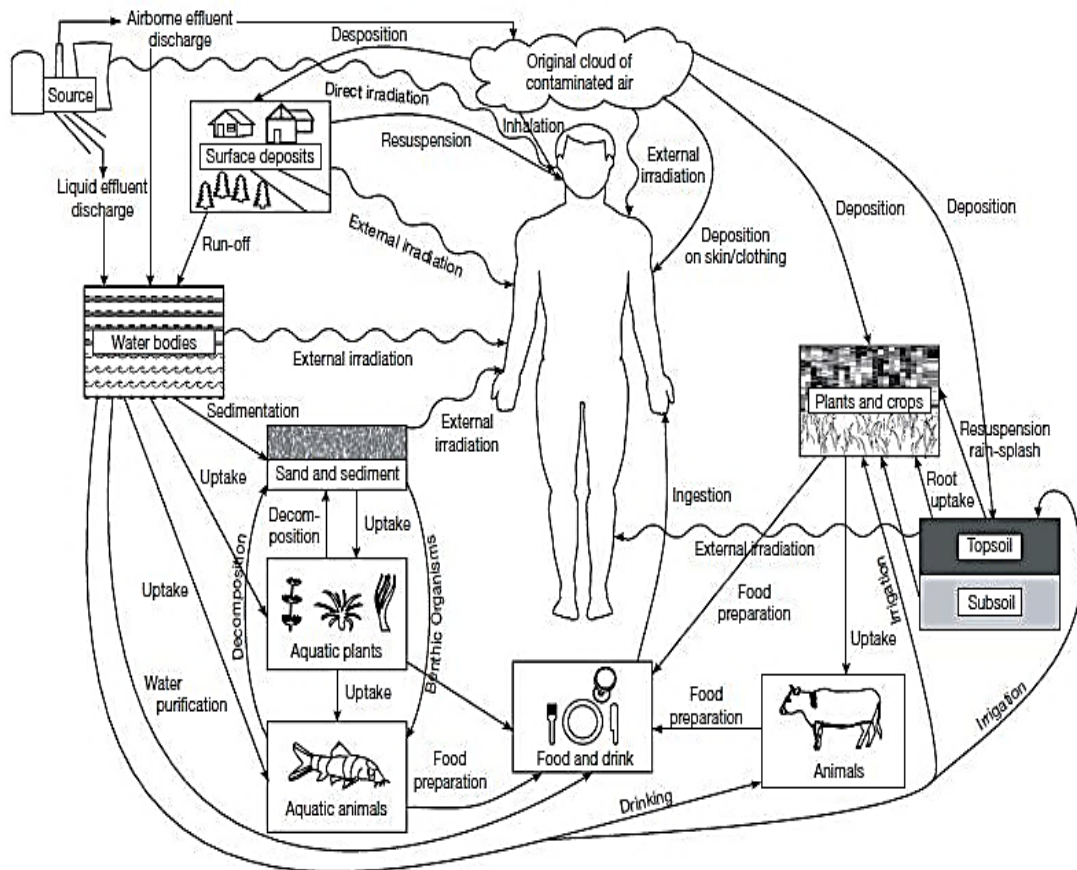 Airborne effluent
discharge
Source
Desposition
Original cloud of
contaminated air
Direct irradiation
Inhalation
Surface deposits
Resuspension
External
irradiation
Liquid effluent
discharge
Deposition
Deposition
Run-off
External irradiation
Deposition
on skin/clothing
Water bodies
External irradiation
Plants and crops
Sedimentation
External
irradiation
Resuspension
rain-splash
Sand and sediment
Uptake
Root
uptake
Ingestion
Decom-
position
Uptake
External irradiation
Topsoil
Decomposition
Benthic Organisms
Uptake
Irrigation
Food
preparation
Subsoil
Aquatic plants
Uptake
Uptake
Water
purification
Food
preparation
Irrigation
Food
preparation
Food and drink
Animals
Aquatic animals
Drinking